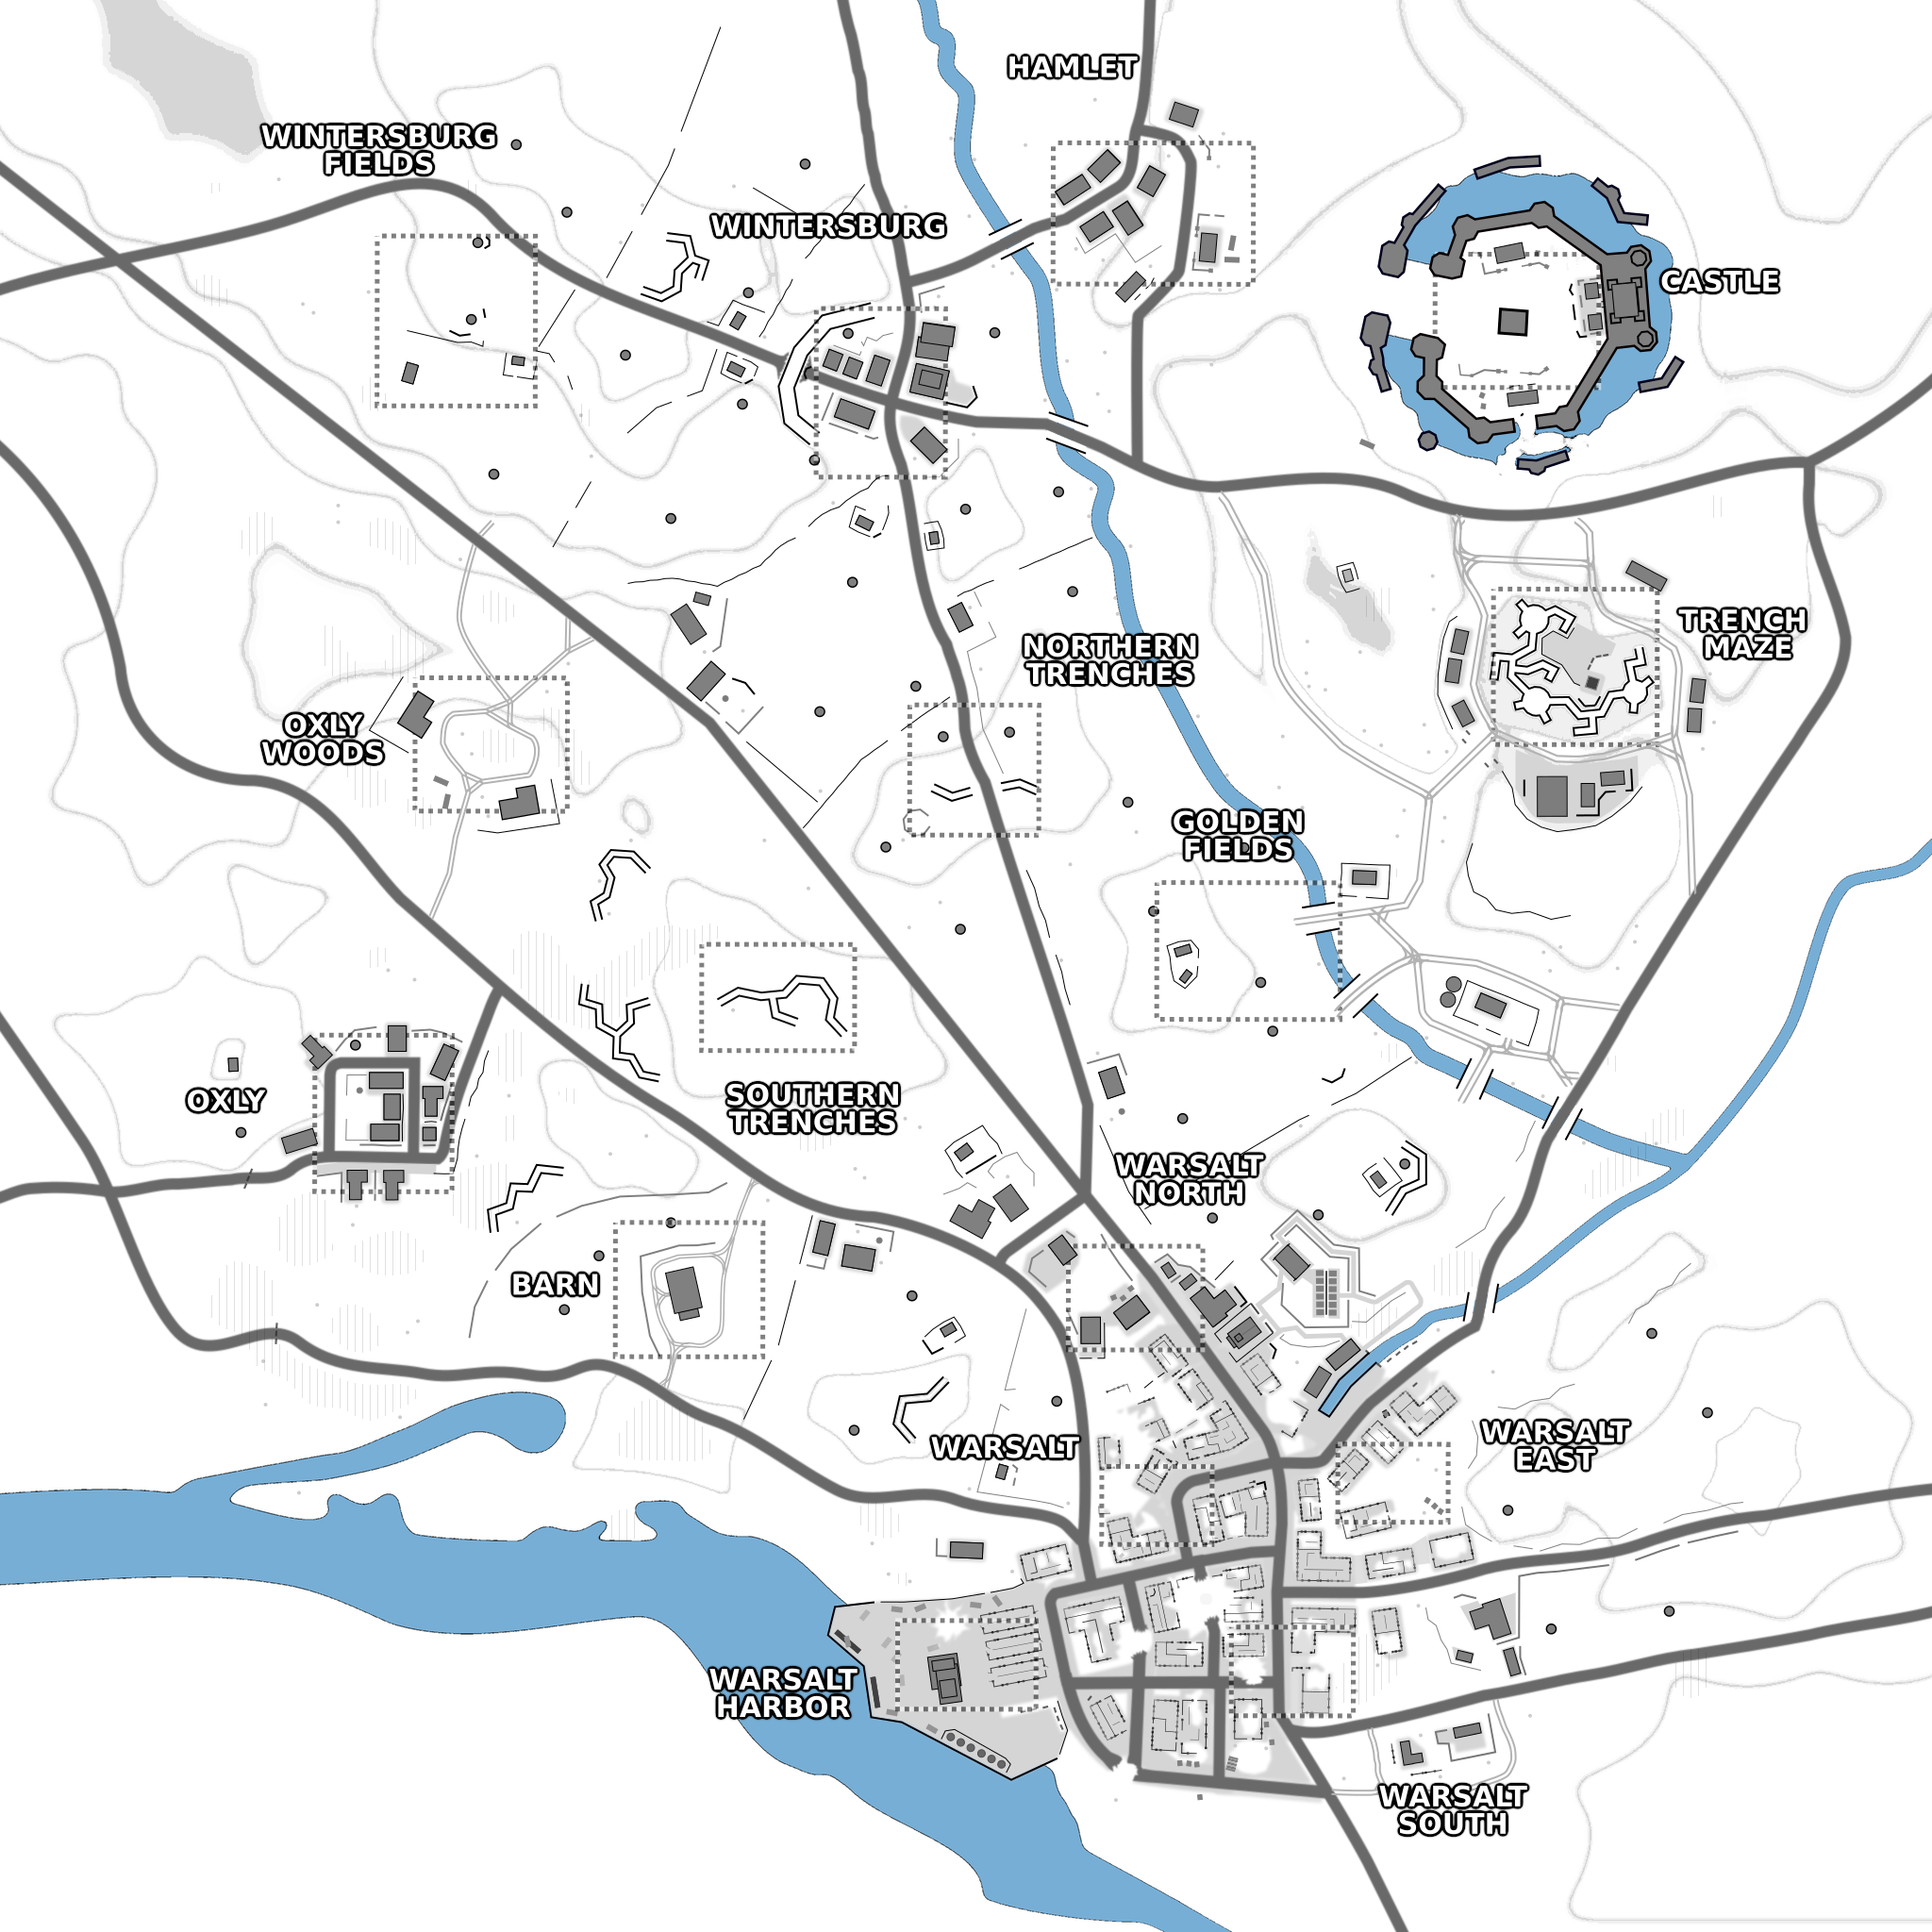 HAMLET
WINTERSBURG
FIELDS
WINTERSBURG
CASTLE
TRENCH
MAZE
NORTHERN
TRENCHES
OXLY
WOODS
GOLDEN
FIELDS
OXLY
SOUTHERN
TRENCHES
WARSALT
NORTH
BARN
WARSALT
WARSALT
EAST
WARSALT
HARBOR
WARSALT
SOUTH